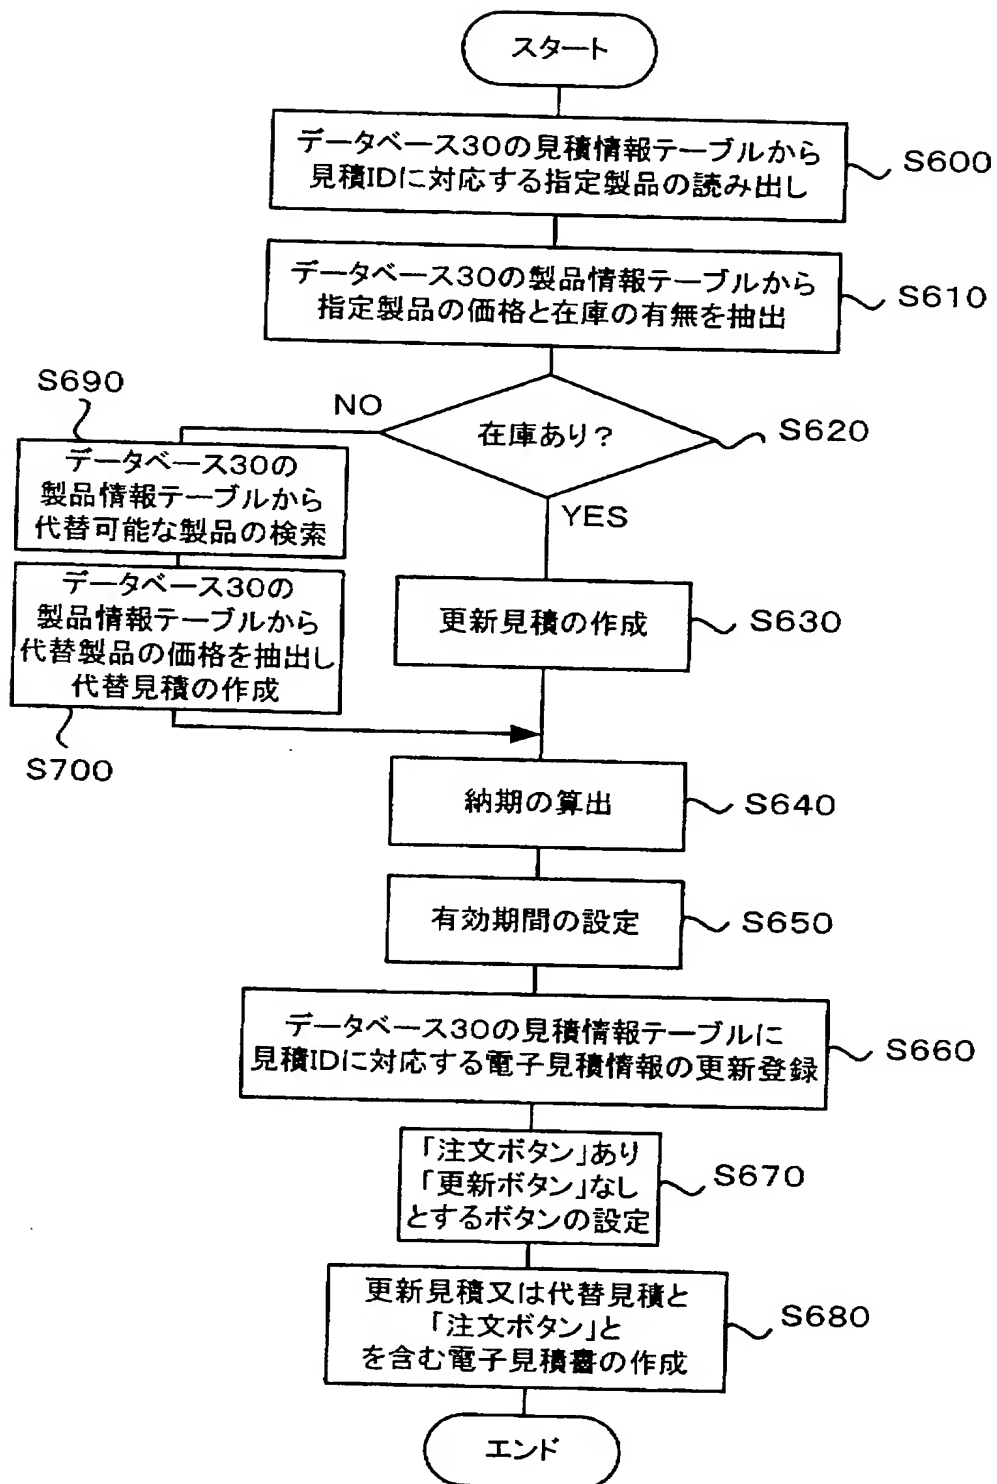 スタート
データベース30の見積情報テーブルから
見積IDに対応する指定製品の読み出し
S600
データベース30の製品情報テーブルから
指定製品の価格と在庫の有無を抽出
S610
在庫あり?
S620
NO
YES
S690
データベース30の
製品情報テーブルから
代替可能な製品の検索
データベース30の
製品情報テーブルから
代替製品の価格を抽出し
代替見積の作成
S700
更新見積の作成
S630
納期の算出
S640
有効期間の設定
S650
データベース30の見積情報テーブルに
見積IDに対応する電子見積情報の更新登録
S660
「注文ボタン」あり
「更新ボタン」なし
とするボタンの設定
S670
更新見積又は代替見積と
「注文ボタン」と
を含む電子見積書の作成
S680
エンド